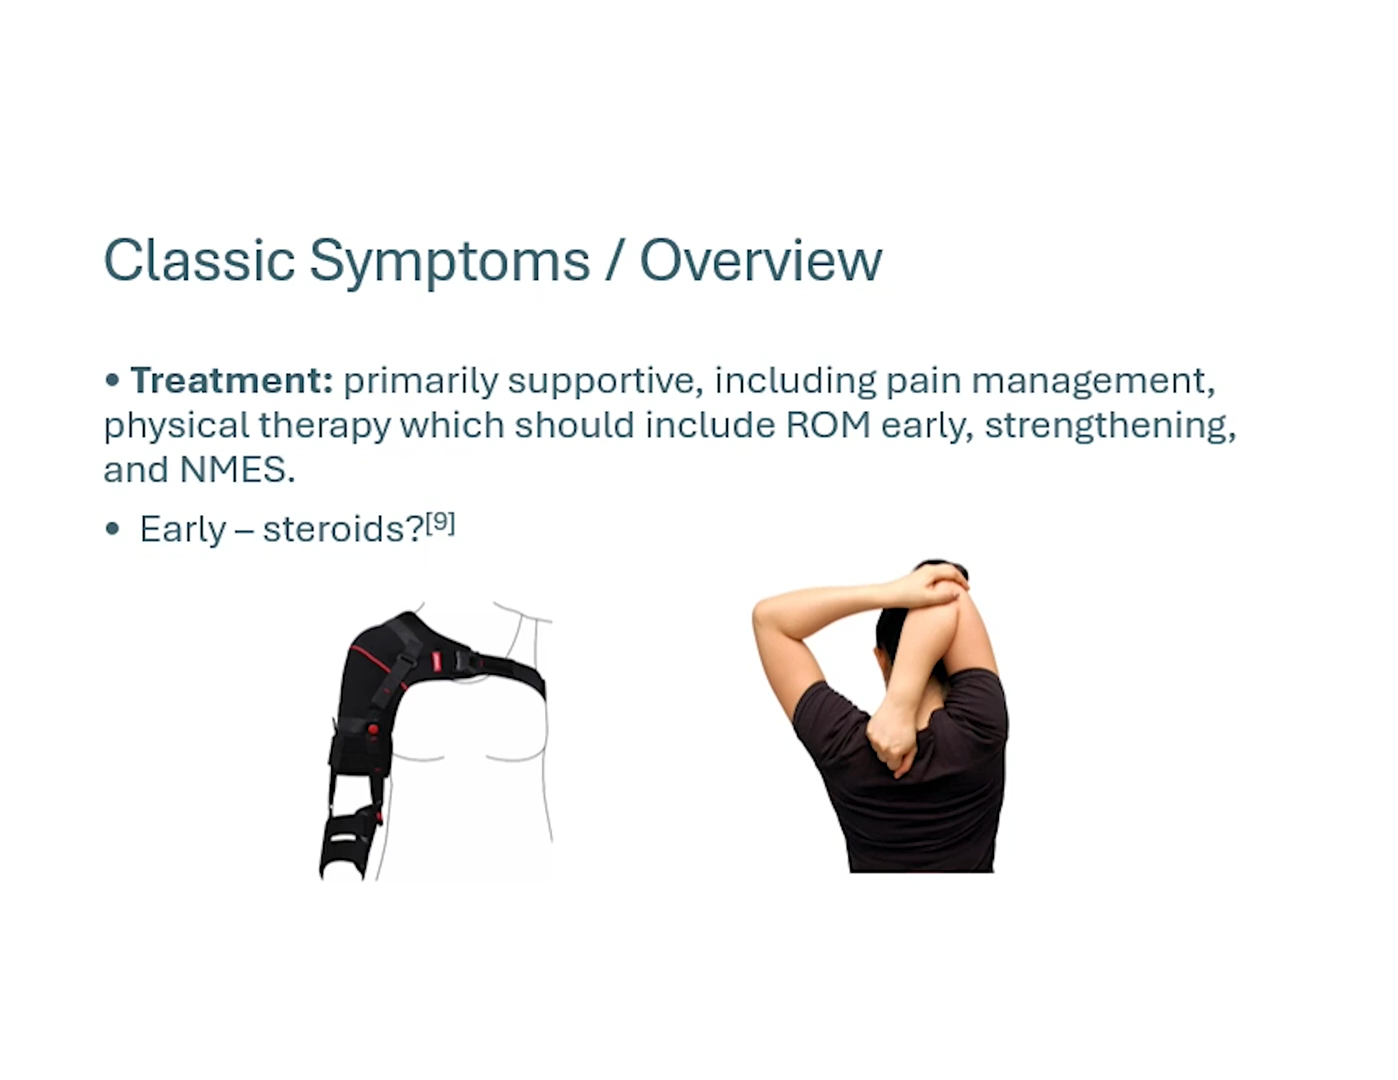 Classic Symptoms / Overview
• Treatment: primarily supportive, including pain management,
physical therapy which should include ROM early, strengthening,
and NMES.
• Early – steroids?[9]